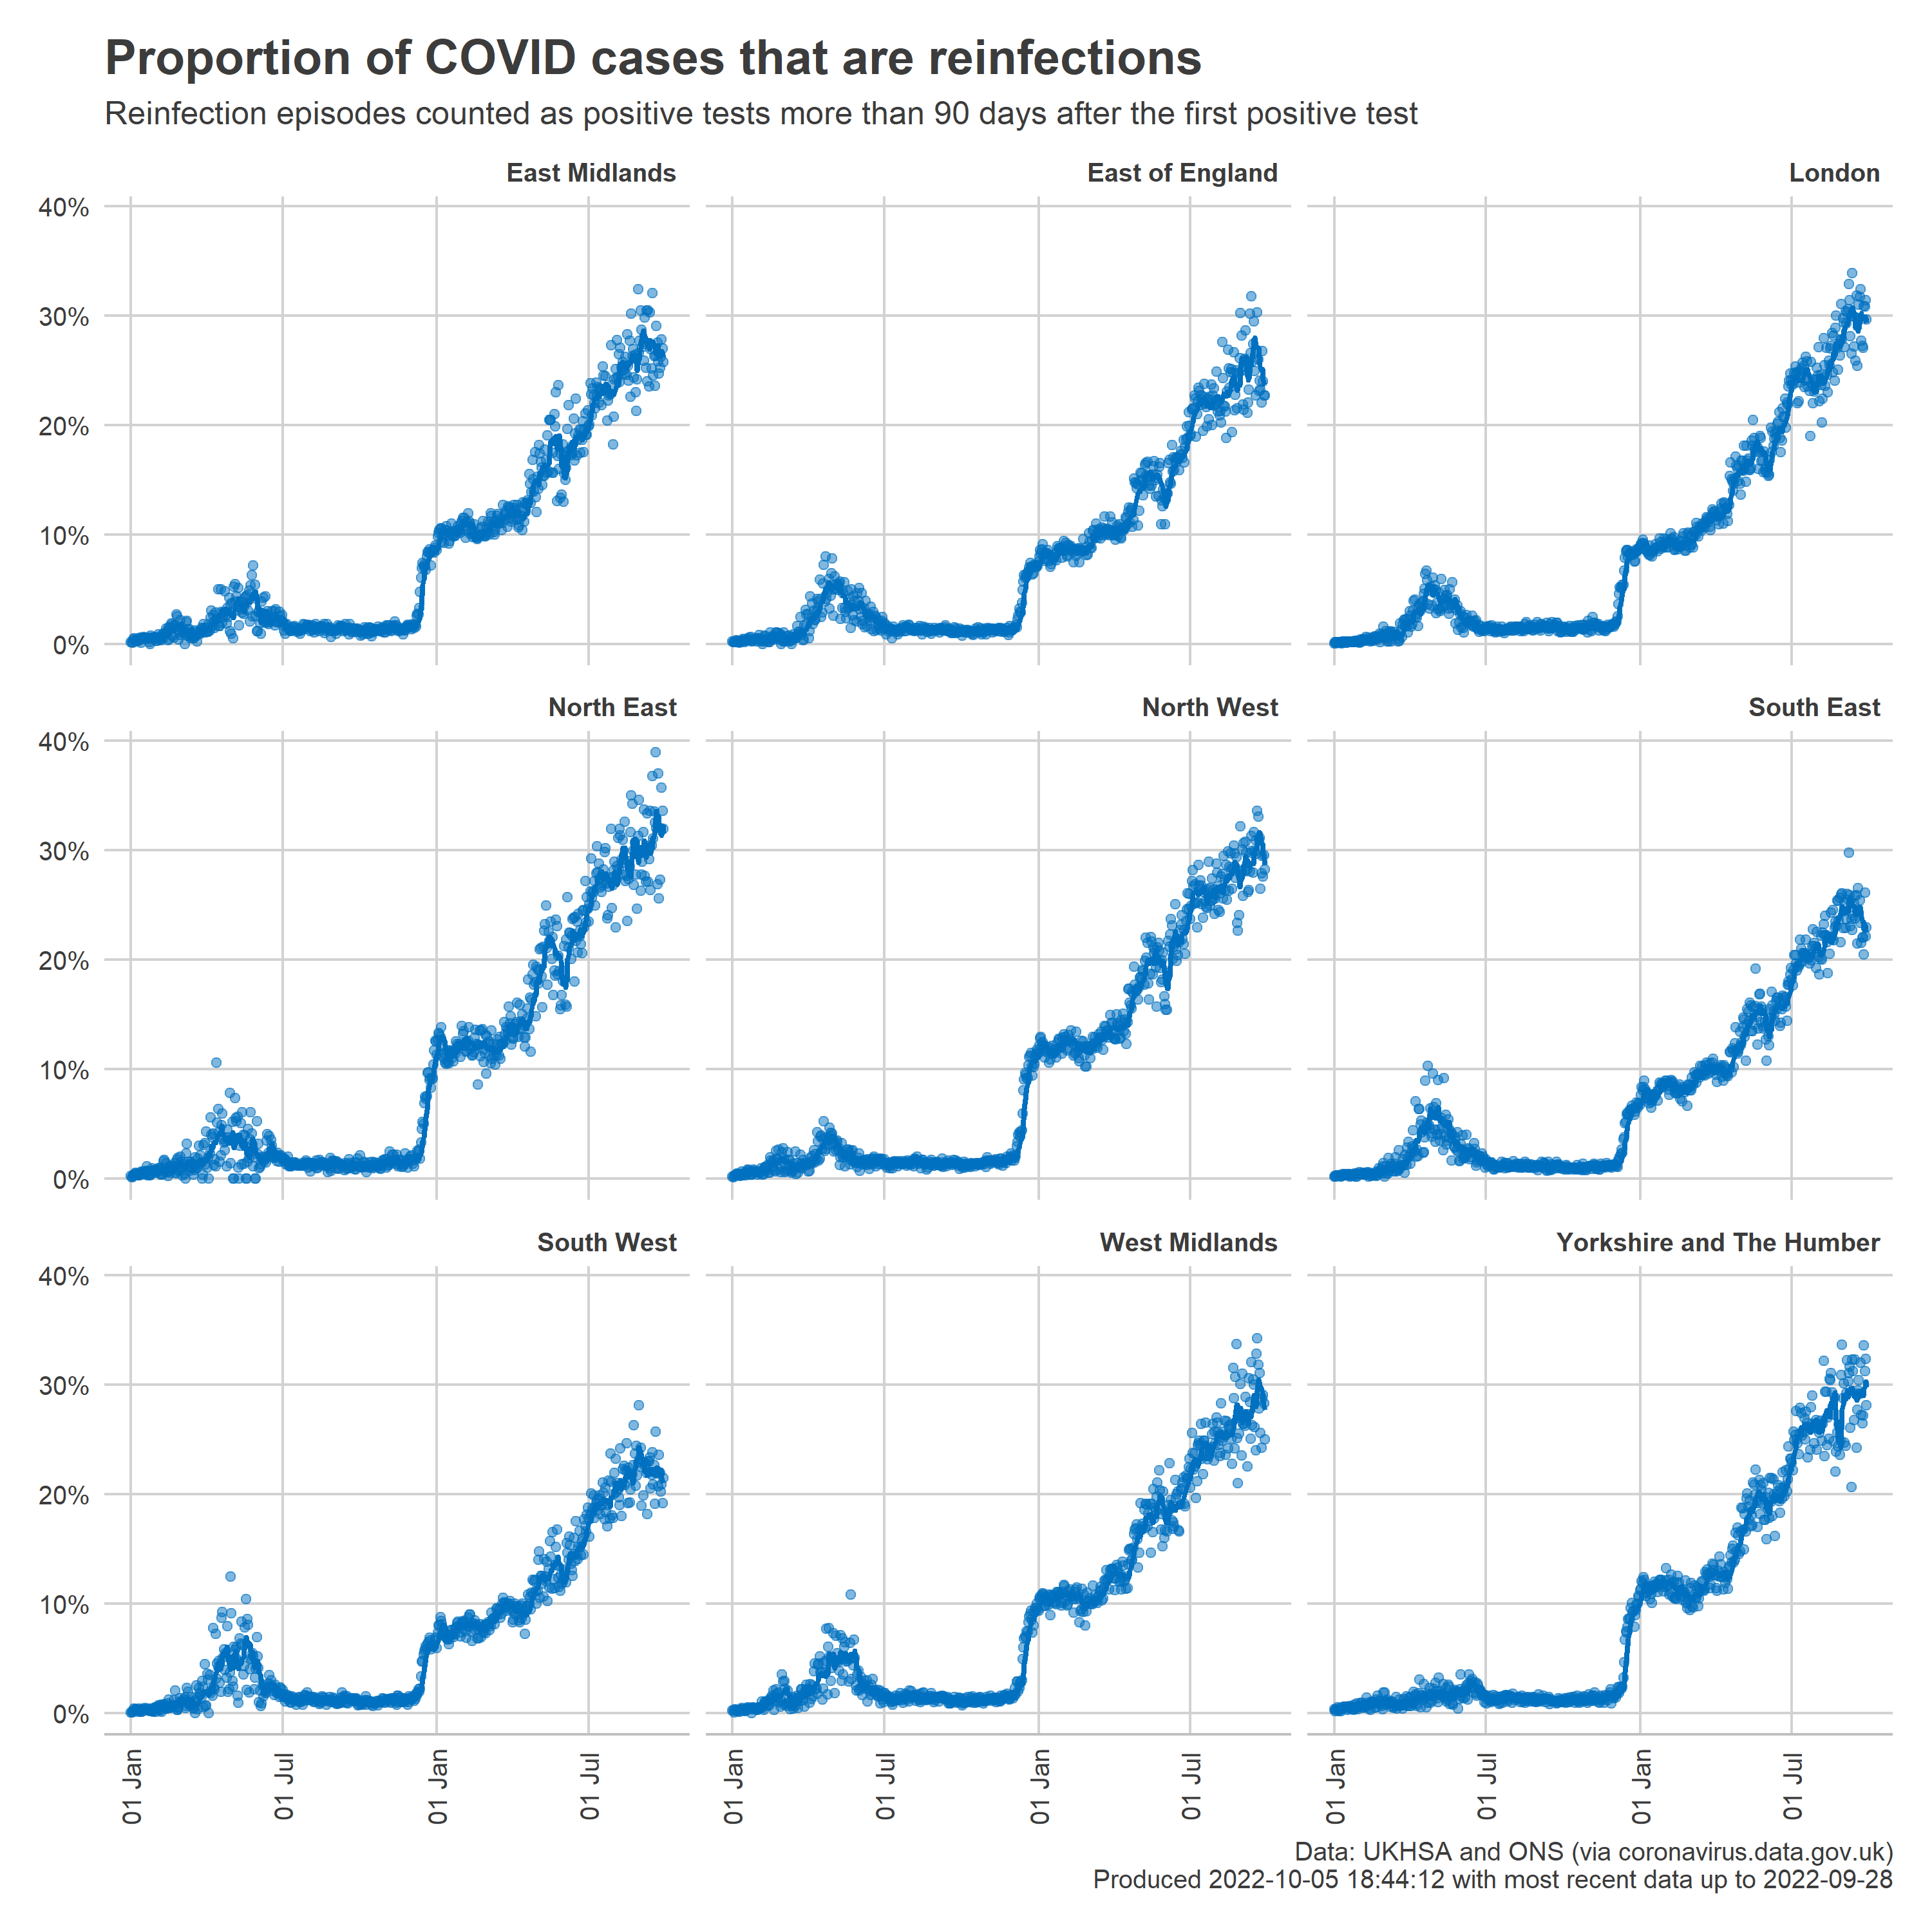 Proportion of COVID cases that are reinfections
Reinfection episodes counted as positive tests more than 90 days after the first positive test
East Midlands
East of England
London
40%
30%
20%
10%
0%
North East
North West
South East
40%
30%
20%
10%
0%
South West
West Midlands
Yorkshire and The Humber
40%
30%
20%
10%
0%
01 Jan
01 Jul
01 Jan
01 Jul
01 Jan
01 Jul
01 Jan
01 Jul
01 Jan
01 Jul
01 Jan
01 Jul
Data: UKHSA and ONS (via coronavirus.data.gov.uk)
Produced 2022-10-05 18:44:12 with most recent data up to 2022-09-28